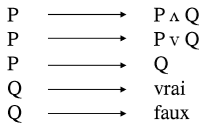 P ⟶ P ∧ Q
P ⟶ P ∨ Q
P ⟶ Q
Q ⟶ vrai
Q ⟶ faux